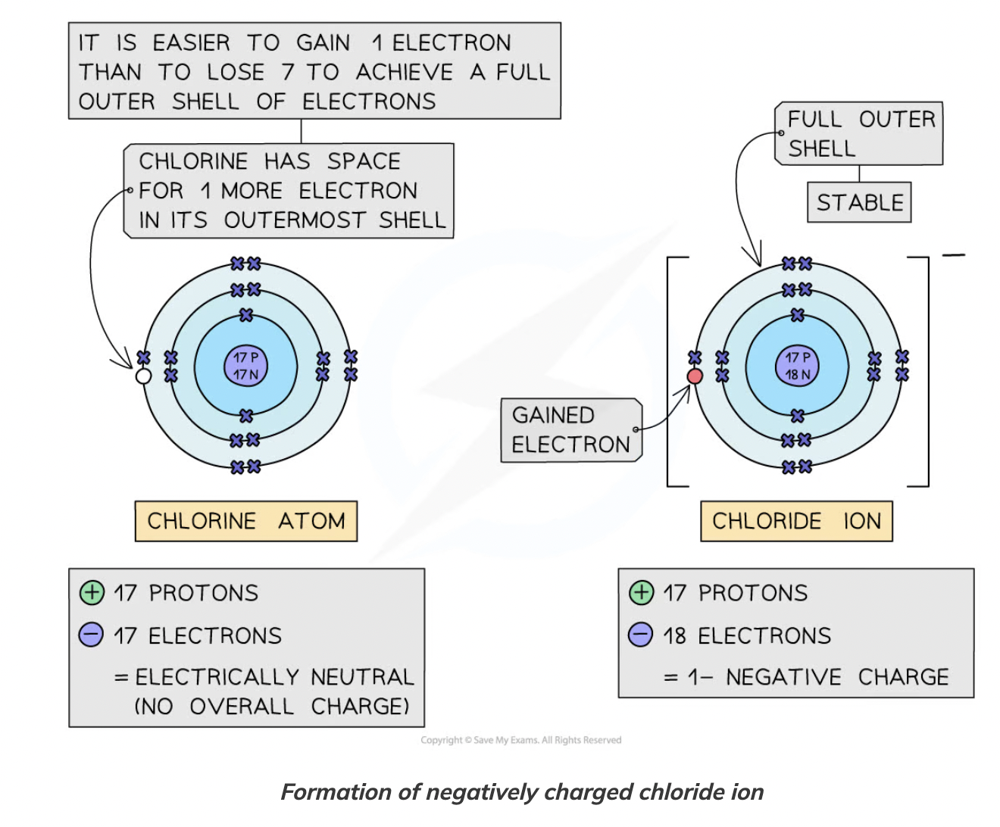 IT IS EASIER TO GAIN 1 ELECTRON
THAN TO LOSE 7 TO ACHIEVE A FULL
OUTER SHELL OF ELECTRONS
CHLORINE HAS SPACE
FOR 1 MORE ELECTRON
IN ITS OUTERMOST SHELL
17 P
17 N
CHLORINE ATOM
+ 17 PROTONS
− 17 ELECTRONS
= ELECTRICALLY NEUTRAL
(NO OVERALL CHARGE)
FULL OUTER
SHELL
STABLE
−
17 P
18 N
GAINED
ELECTRON
CHLORIDE ION
+ 17 PROTONS
− 18 ELECTRONS
= 1− NEGATIVE CHARGE
Copyright © Save My Exams. All Rights Reserved
Formation of negatively charged chloride ion